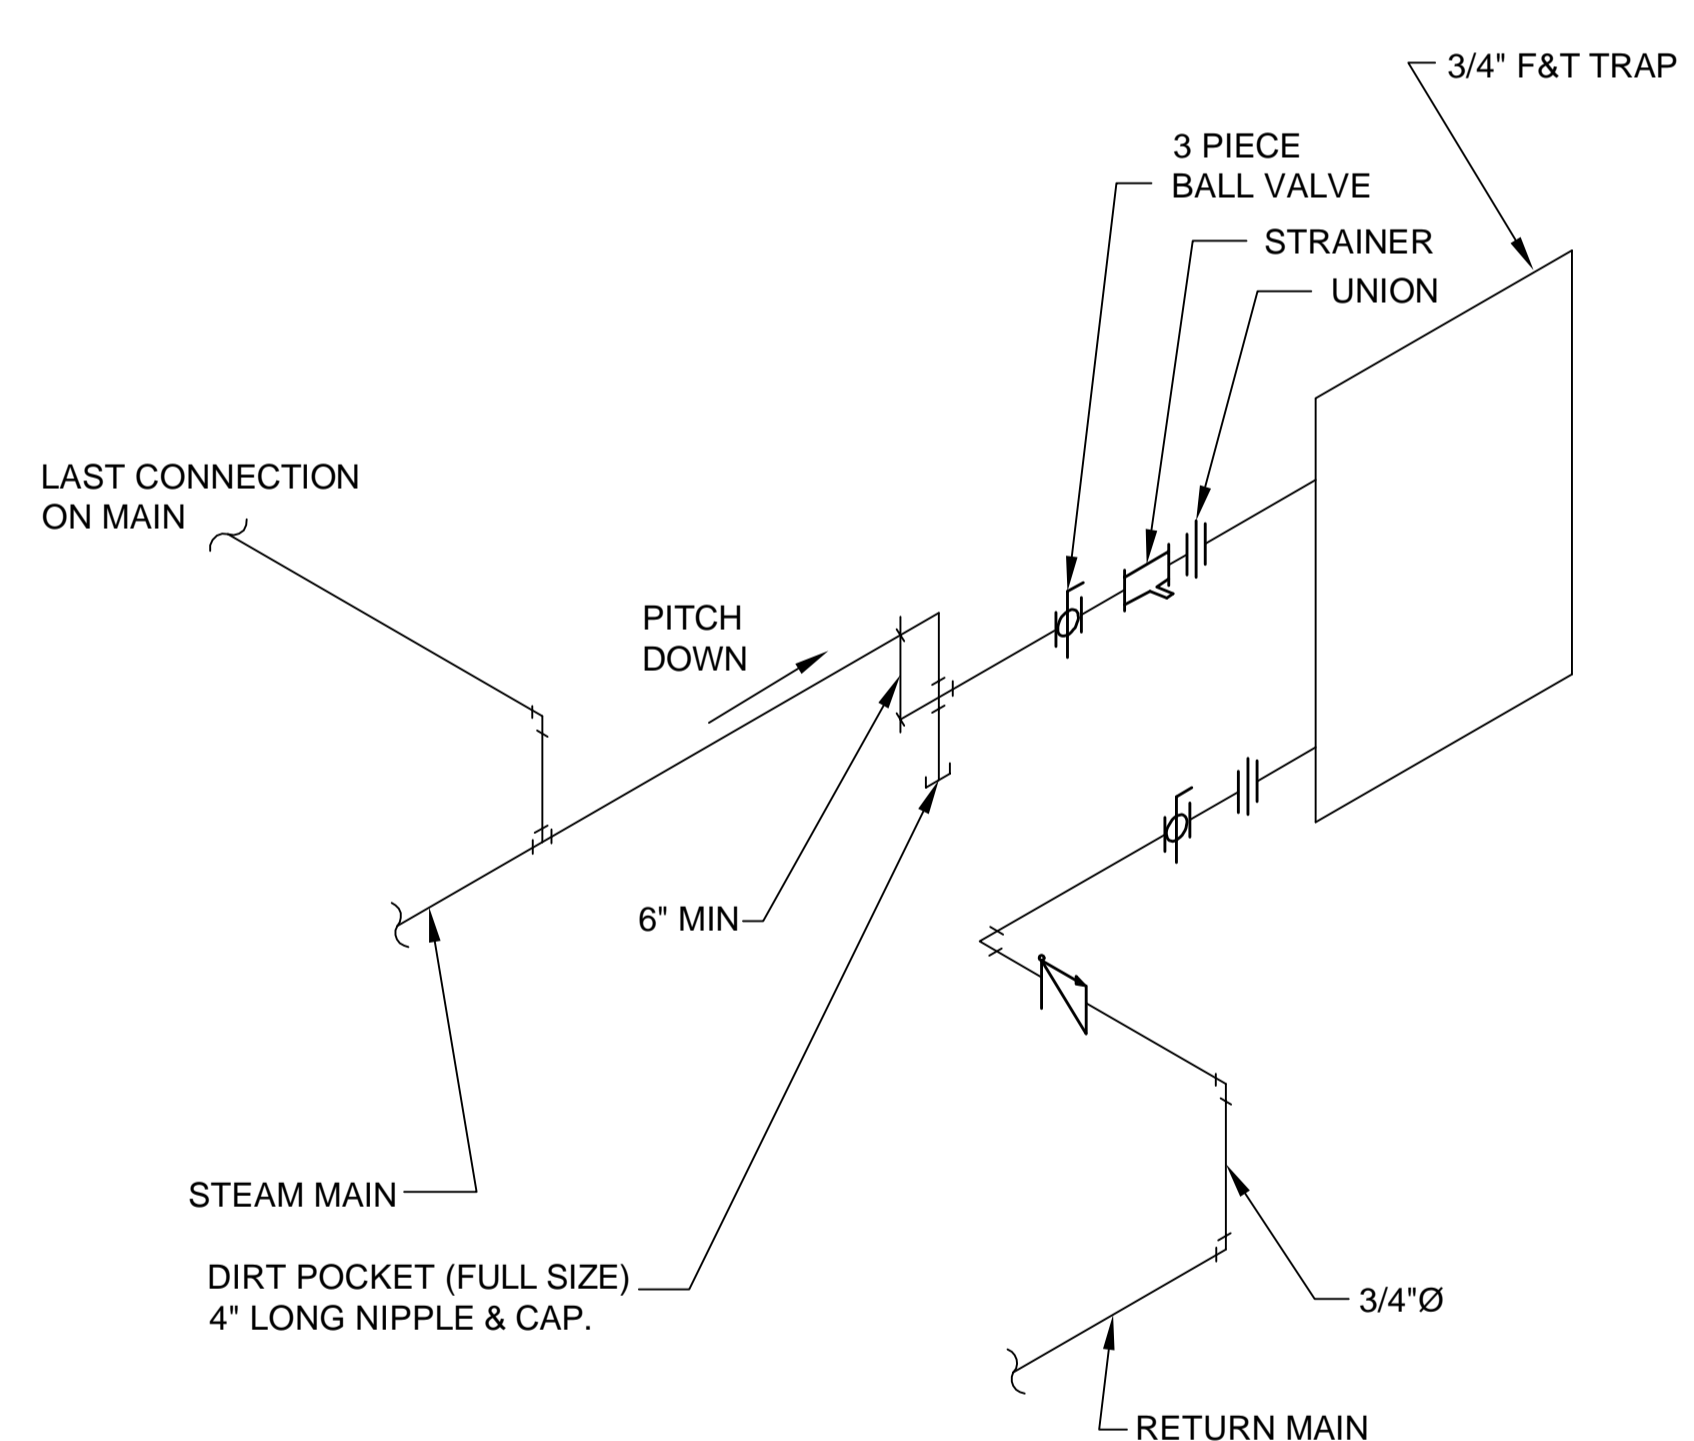 3/4" F&T TRAP
3 PIECE
BALL VALVE
STRAINER
UNION
LAST CONNECTION
ON MAIN
PITCH
DOWN
6" MIN
STEAM MAIN
DIRT POCKET (FULL SIZE)
4" LONG NIPPLE & CAP.
3/4"Ø
RETURN MAIN